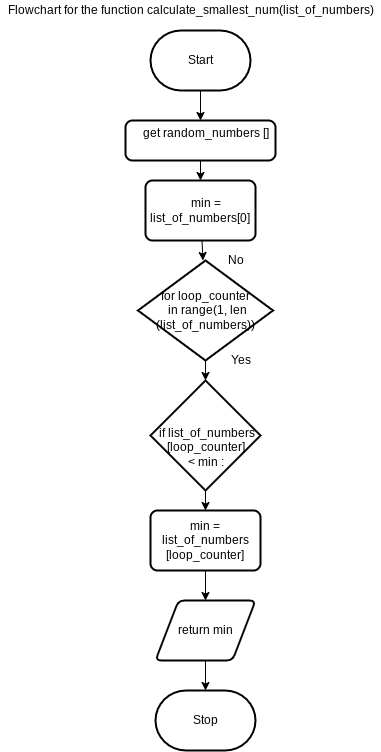 Flowchart for the function calculate_smallest_num(list_of_numbers)
Start
get random_numbers []
min =
list_of_numbers[0]
No
for loop_counter
in range(1, len
(list_of_numbers))
Yes
if list_of_numbers
[loop_counter]
< min :
min =
list_of_numbers
[loop_counter]
return min
Stop